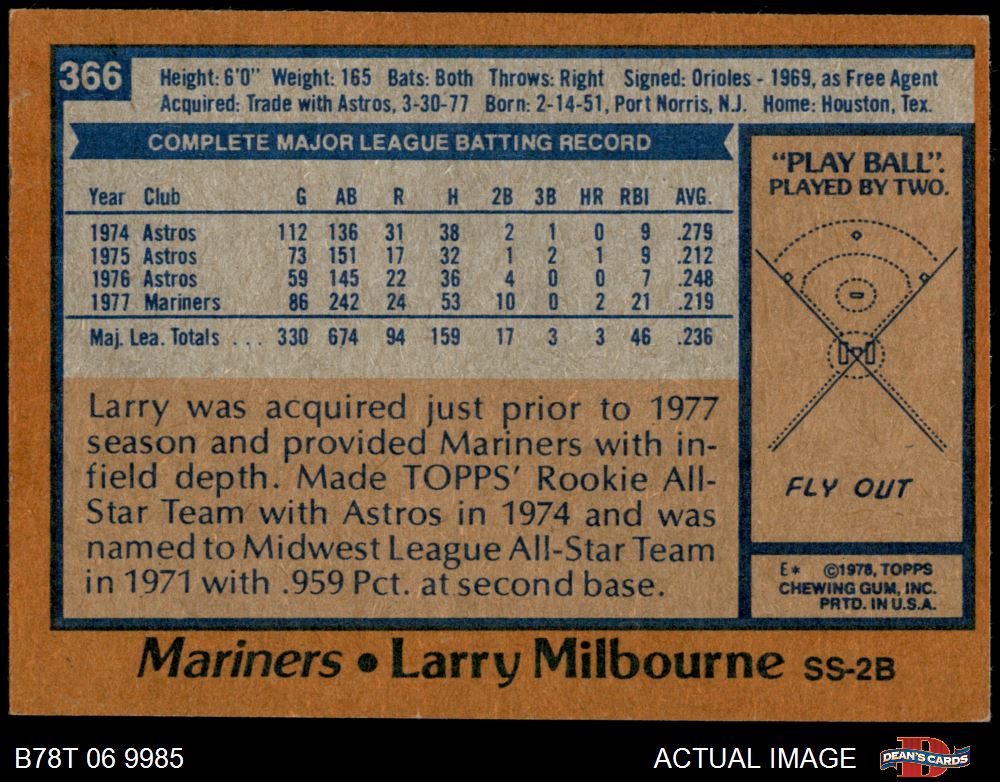 366
Height: 6'0" Weight: 165 Bats: Both Throws: Right Signed: Orioles - 1969, as Free Agent
Acquired: Trade with Astros, 3-30-77 Born: 2-14-51, Port Norris, N.J. Home: Houston, Tex.
COMPLETE MAJOR LEAGUE BATTING RECORD
Year Club G AB R H 2B 3B HR RBI AVG.
1974 Astros 112 136 31 38 2 1 0 9 .279
1975 Astros 73 151 17 32 1 2 1 9 .212
1976 Astros 59 145 22 36 4 0 0 7 .248
1977 Mariners 86 242 24 53 10 0 2 21 .219
Maj. Lea. Totals . . . 330 674 94 159 17 3 3 46 .236
Larry was acquired just prior to 1977
season and provided Mariners with in-
field depth. Made TOPPS' Rookie All-
Star Team with Astros in 1974 and was
named to Midwest League All-Star Team
in 1971 with .959 Pct. at second base.
"PLAY BALL".
PLAYED BY TWO.
FLY OUT
E* ©1978, TOPPS
CHEWING GUM, INC.
PRTD. IN U.S.A.
Mariners • Larry Milbourne SS-2B
B78T 06 9985
ACTUAL IMAGE
DEAN'S CARDS